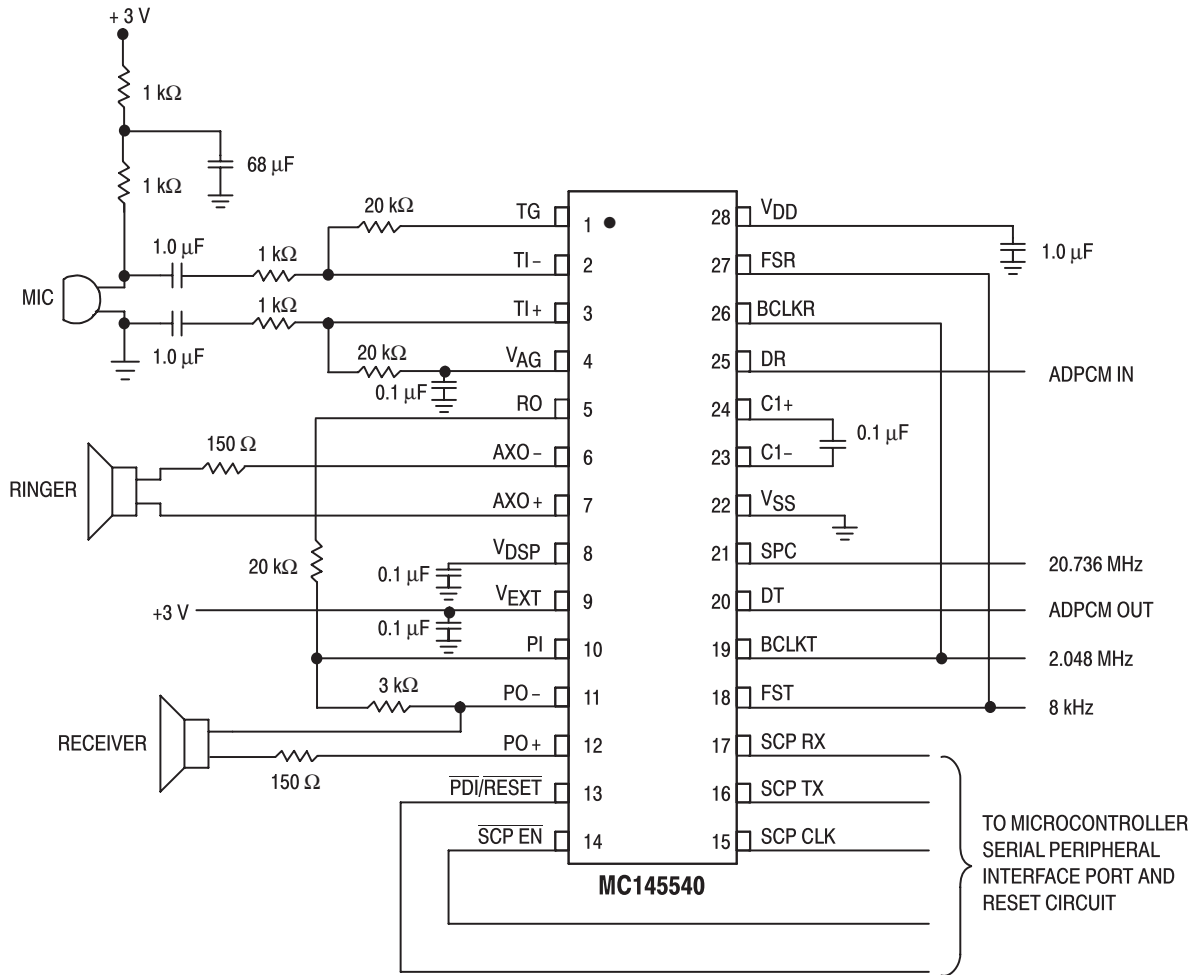 + 3 V
1 kΩ
68 µF
1 kΩ
20 kΩ
TG
1
28
VDD
1.0 µF
1.0 µF
1 kΩ
TI –
2
27
FSR
MIC
1 kΩ
TI +
3
26
BCLKR
1.0 µF
20 kΩ
VAG
4
25
DR
ADPCM IN
0.1 µF
RO
5
24
C1+
0.1 µF
150 Ω
AXO –
6
23
C1–
RINGER
AXO +
7
22
VSS
VDSP
8
21
SPC
20.736 MHz
20 kΩ
0.1 µF
+3 V
VEXT
9
20
DT
ADPCM OUT
0.1 µF
PI
10
19
BCLKT
2.048 MHz
3 kΩ
PO –
11
18
FST
8 kHz
RECEIVER
PO +
12
17
SCP RX
150 Ω
PDI/RESET
13
16
SCP TX
SCP EN
14
15
SCP CLK
TO MICROCONTROLLER
SERIAL PERIPHERAL
INTERFACE PORT AND
RESET CIRCUIT
MC145540